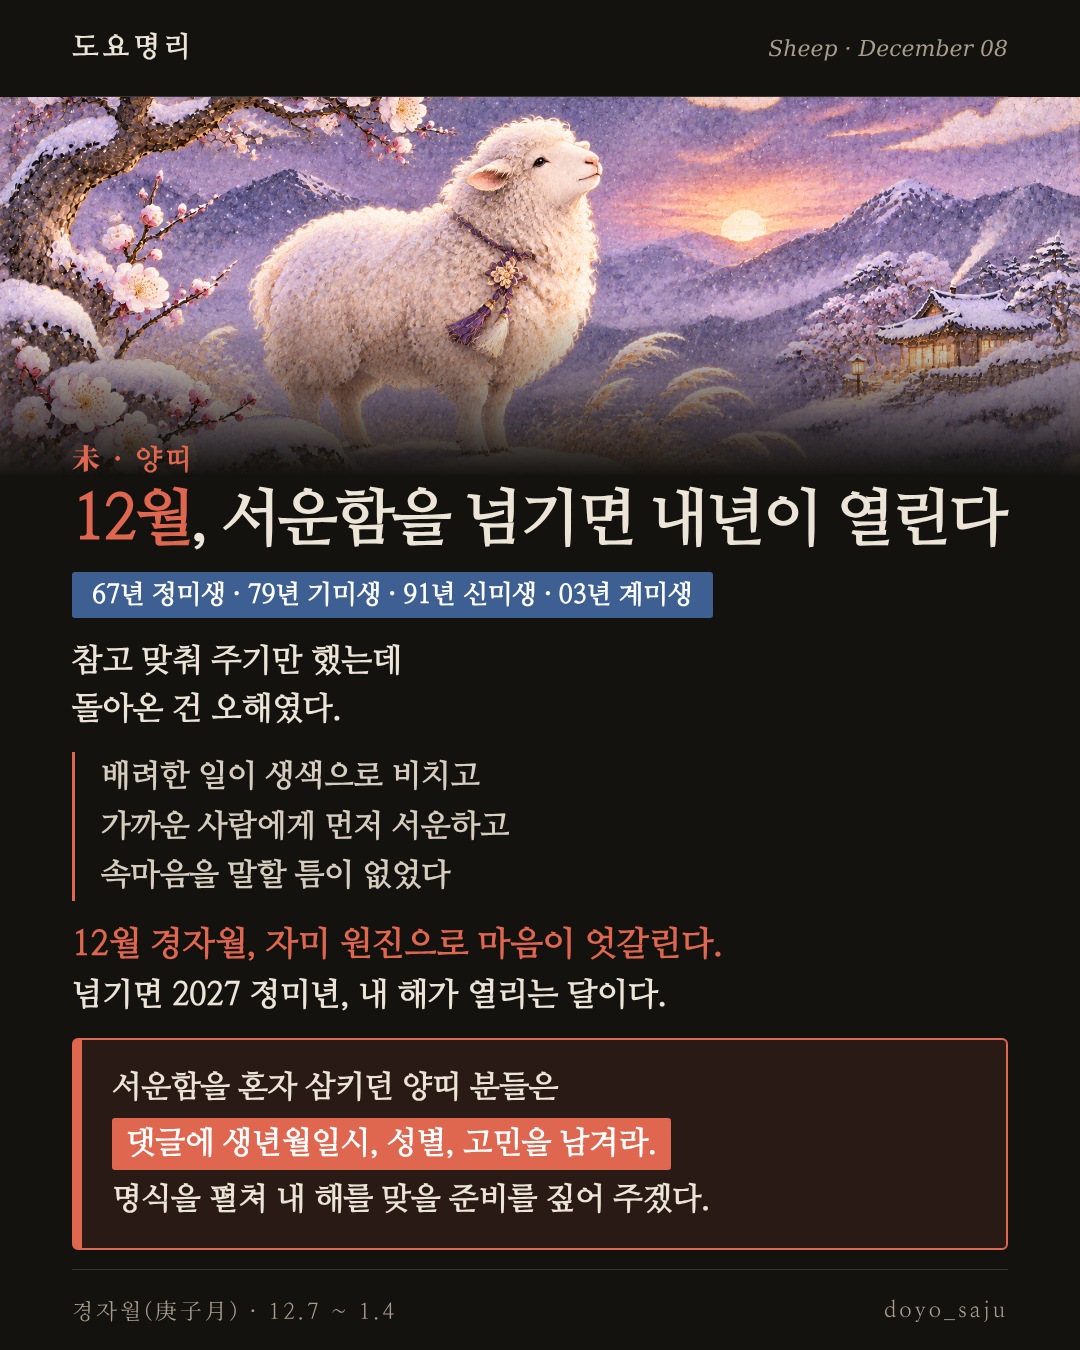 도요명리
Sheep · December 08
未 · 양띠
12월, 서운함을 넘기면 내년이 열린다
67년 정미생 · 79년 기미생 · 91년 신미생 · 03년 계미생
참고 맞춰 주기만 했는데
돌아온 건 오해였다.
배려한 일이 생색으로 비치고
가까운 사람에게 먼저 서운하고
속마음을 말할 틈이 없었다
12월 경자월, 자미 원진으로 마음이 엇갈린다.
넘기면 2027 정미년, 내 해가 열리는 달이다.
서운함을 혼자 삼키던 양띠 분들은
댓글에 생년월일시, 성별, 고민을 남겨라.
명식을 펼쳐 내 해를 맞을 준비를 짚어 주겠다.
경자월(庚子月) · 12.7 ~ 1.4
doyo_saju